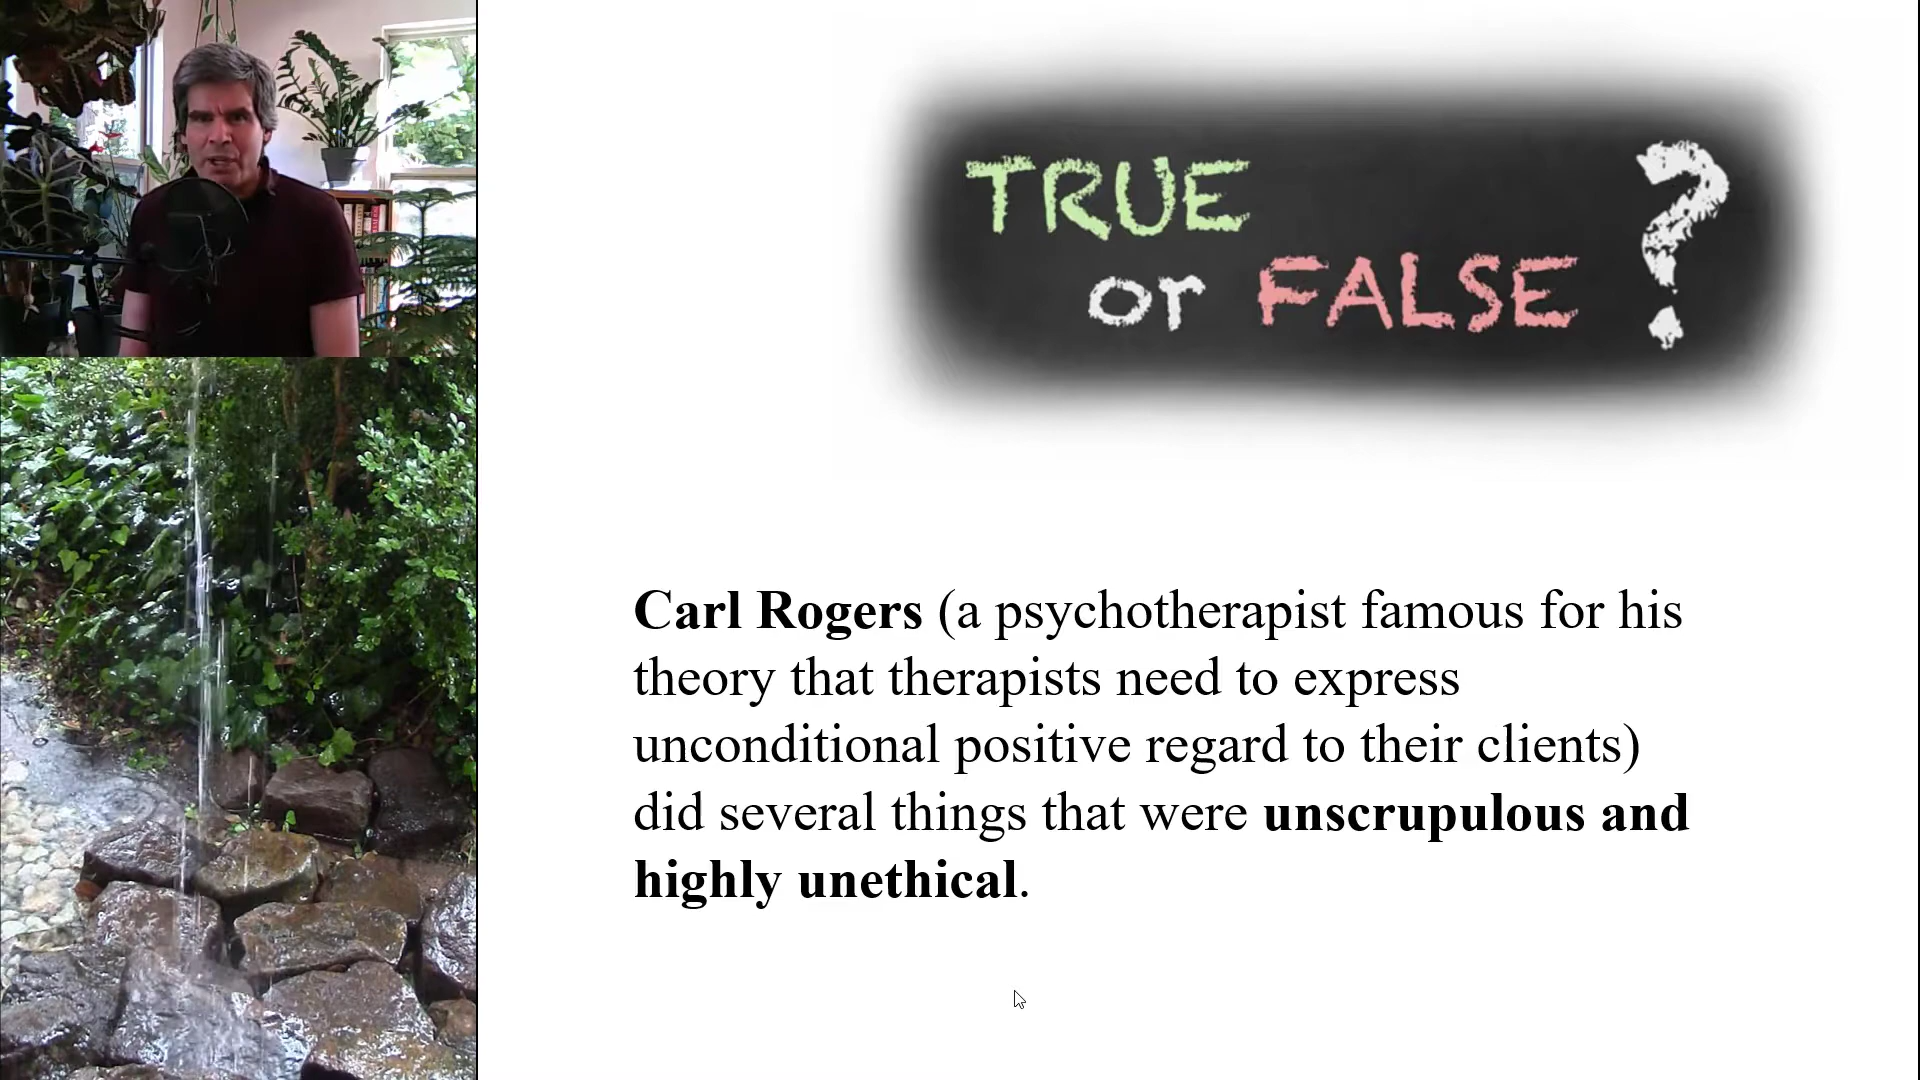 TRUE
or FALSE ?
Carl Rogers (a psychotherapist famous for his
theory that therapists need to express
unconditional positive regard to their clients)
did several things that were unscrupulous and
highly unethical.